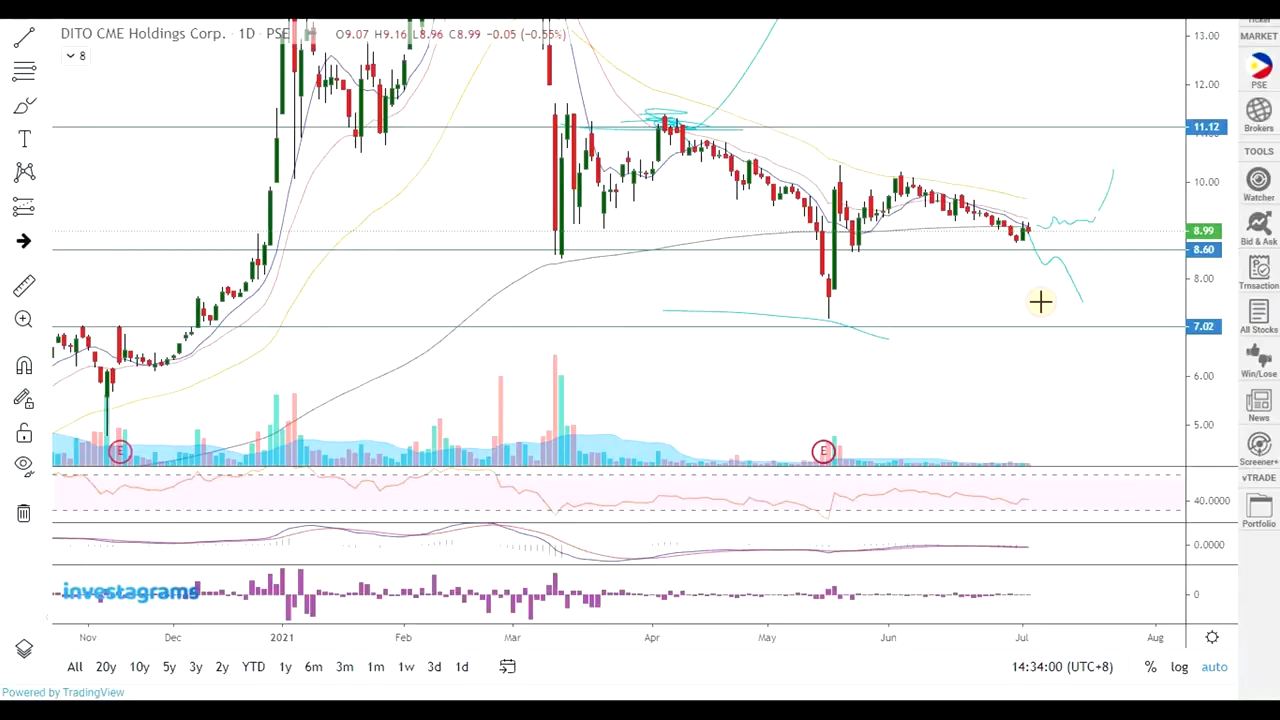 Ticker
DITO CME Holdings Corp. · 1D · PSE O9.07 H9.16 L8.96 C8.99 -0.05 (-0.55%)
8
13.00
12.00
11.12
10.00
8.99
8.60
8.00
7.02
6.00
5.00
40.0000
0.0000
0
E
E
investagrams
Nov Dec 2021 Feb Mar Apr May Jun Jul Aug
All 20y 10y 5y 3y 2y YTD 1y 6m 3m 1m 1w 3d 1d
14:34:00 (UTC+8) % log auto
Powered by TradingView
MARKET
PSE
Brokers
TOOLS
Watcher
Bid & Ask
Trnsaction
All Stocks
Win/Lose
News
Screener+
vTRADE
Portfolio